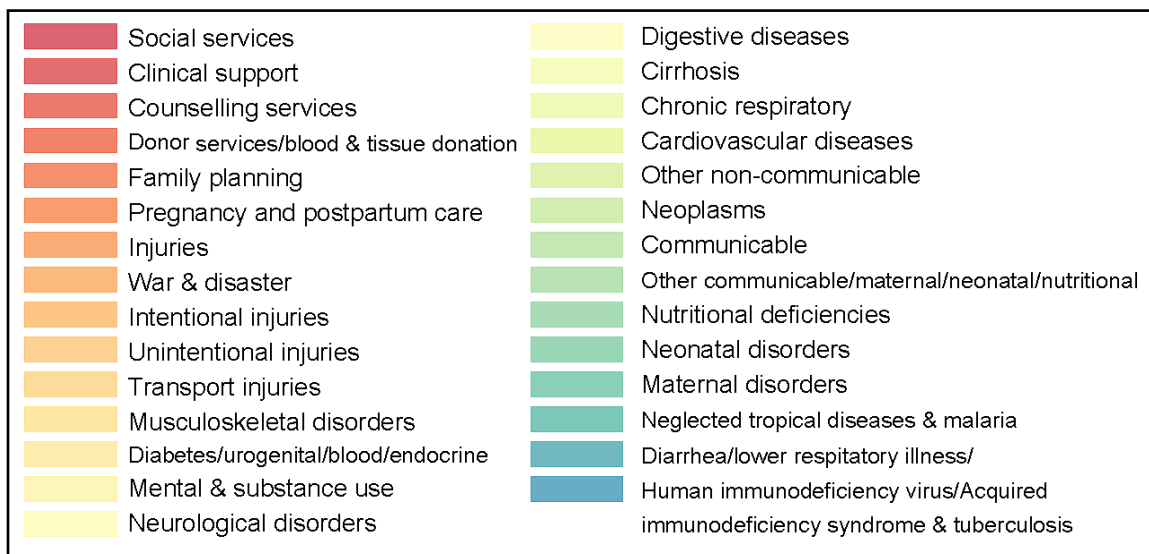 Social services
Clinical support
Counselling services
Donor services/blood & tissue donation
Family planning
Pregnancy and postpartum care
Injuries
War & disaster
Intentional injuries
Unintentional injuries
Transport injuries
Musculoskeletal disorders
Diabetes/urogenital/blood/endocrine
Mental & substance use
Neurological disorders
Digestive diseases
Cirrhosis
Chronic respiratory
Cardiovascular diseases
Other non-communicable
Neoplasms
Communicable
Other communicable/maternal/neonatal/nutritional
Nutritional deficiencies
Neonatal disorders
Maternal disorders
Neglected tropical diseases & malaria
Diarrhea/lower respitatory illness/
Human immunodeficiency virus/Acquired
immunodeficiency syndrome & tuberculosis